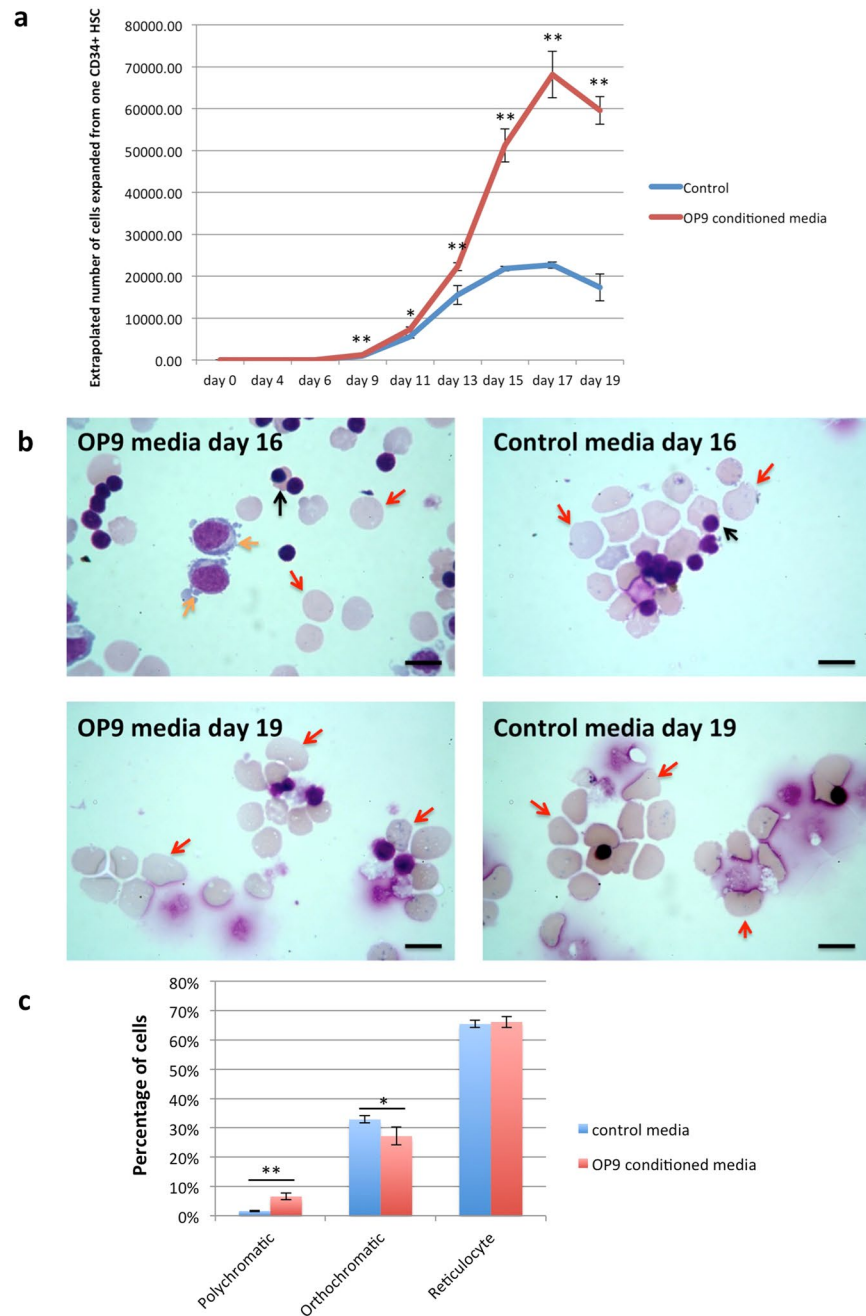 a
Extrapolated number of cells expanded from one CD34+ HSC
80000.00
70000.00
60000.00
50000.00
40000.00
30000.00
20000.00
10000.00
0.00
**
*
**
**
**
**
day 0 day 4 day 6 day 9 day 11 day 13 day 15 day 17 day 19
Control
OP9 conditioned media
b
OP9 media day 16
Control media day 16
OP9 media day 19
Control media day 19
c
Percentage of cells
80%
70%
60%
50%
40%
30%
20%
10%
0%
**
*
Polychromatic
Orthochromatic
Reticulocyte
control media
OP9 conditioned media